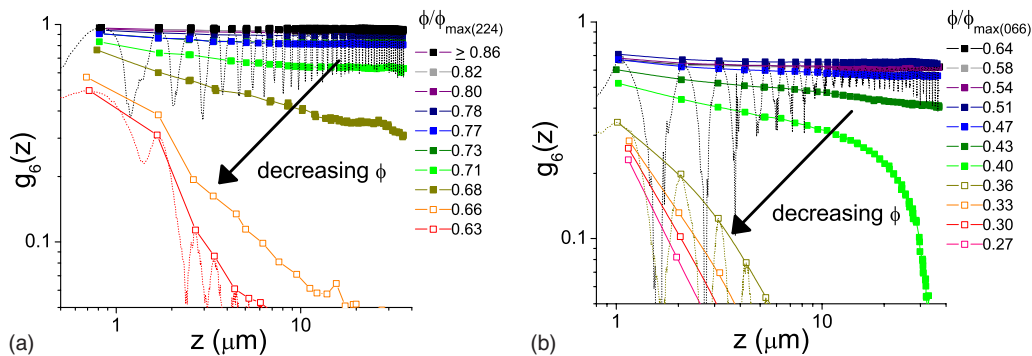 ϕ/ϕmax(224)
≥ 0.86
0.82
0.80
0.78
0.77
0.73
0.71
0.68
0.66
0.63
1
0.1
g6(z)
decreasing ϕ
1
10
z (μm)
(a)
ϕ/ϕmax(066)
0.64
0.58
0.54
0.51
0.47
0.43
0.40
0.36
0.33
0.30
0.27
1
0.1
g6(z)
decreasing ϕ
1
10
z (μm)
(b)